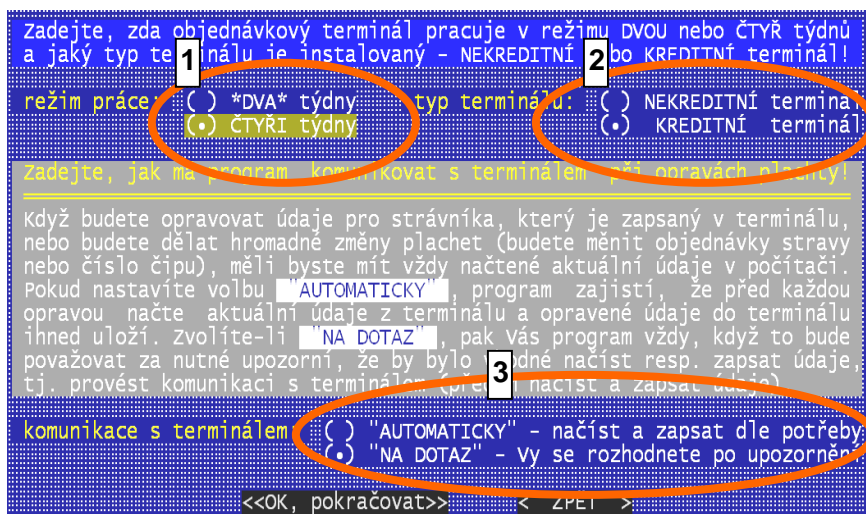 Zadejte, zda objednávkový terminál pracuje v režimu DVOU nebo ČTYŘ týdnů
a jaký typ te 1 inálu je instalovaný - NEKREDITNÍ 2 bo KREDITNÍ terminál!
režim práce: ( ) *DVA* týdny typ terminálu: ( ) NEKREDITNÍ terminál
(•) ČTYŘI týdny (•) KREDITNÍ terminál
Zadejte, jak má program komunikovat s terminálem při opravách plachty!
Když budete opravovat údaje pro strávníka, který je zapsaný v terminálu,
nebo budete dělat hromadné změny plachet (budete měnit objednávky stravy
nebo číslo čipu), měli byste mít vždy načtené aktuální údaje v počítači.
Pokud nastavíte volbu "AUTOMATICKY" , program zajistí, že před každou
opravou načte aktuální údaje z terminálu a opravené údaje do terminálu
ihned uloží. Zvolíte-li "NA DOTAZ" , pak Vás program vždy, když to bude
považovat za nutné upozorní, že by bylo 3 odné načíst resp. zapsat údaje,
tj. provést komunikaci s terminálem načíst a zapsat údaje)
komunikace s terminálem: ( ) "AUTOMATICKY" - načíst a zapsat dle potřeby
(•) "NA DOTAZ" - Vy se rozhodnete po upozornění
<<OK, pokračovat>> < ZPĚT >